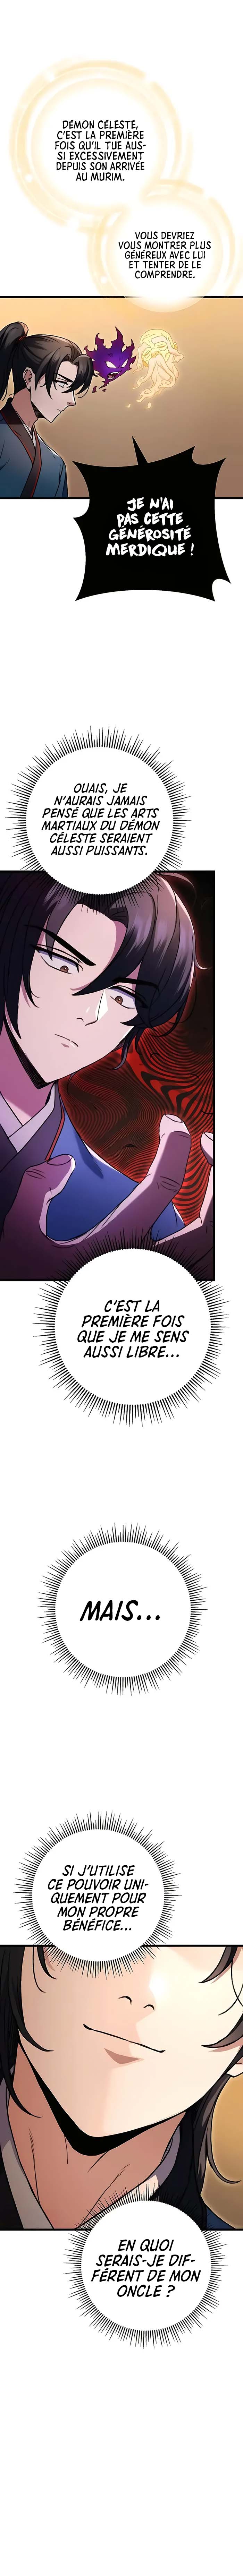 DÉMON CÉLESTE,
C'EST LA PREMIÈRE
FOIS QU'IL TUE AUS-
SI EXCESSIVEMENT
DEPUIS SON ARRIVÉE
AU MURIM.
VOUS DEVRIEZ
VOUS MONTRER PLUS
GÉNÉREUX AVEC LUI
ET TENTER DE LE
COMPRENDRE.
JE N'AI
PAS CETTE
GÉNÉROSITÉ
MERDIQUE !
OUAIS, JE
N'AURAIS JAMAIS
PENSÉ QUE LES ARTS
MARTIAUX DU DÉMON
CÉLESTE SERAIENT
AUSSI PUISSANTS.
C'EST LA
PREMIÈRE FOIS
QUE JE ME SENS
AUSSI LIBRE...
MAIS...
SI J'UTILISE
CE POUVOIR UNI-
QUEMENT POUR
MON PROPRE
BÉNÉFICE...
EN QUOI
SERAIS-JE DIF-
FÉRENT DE MON
ONCLE ?